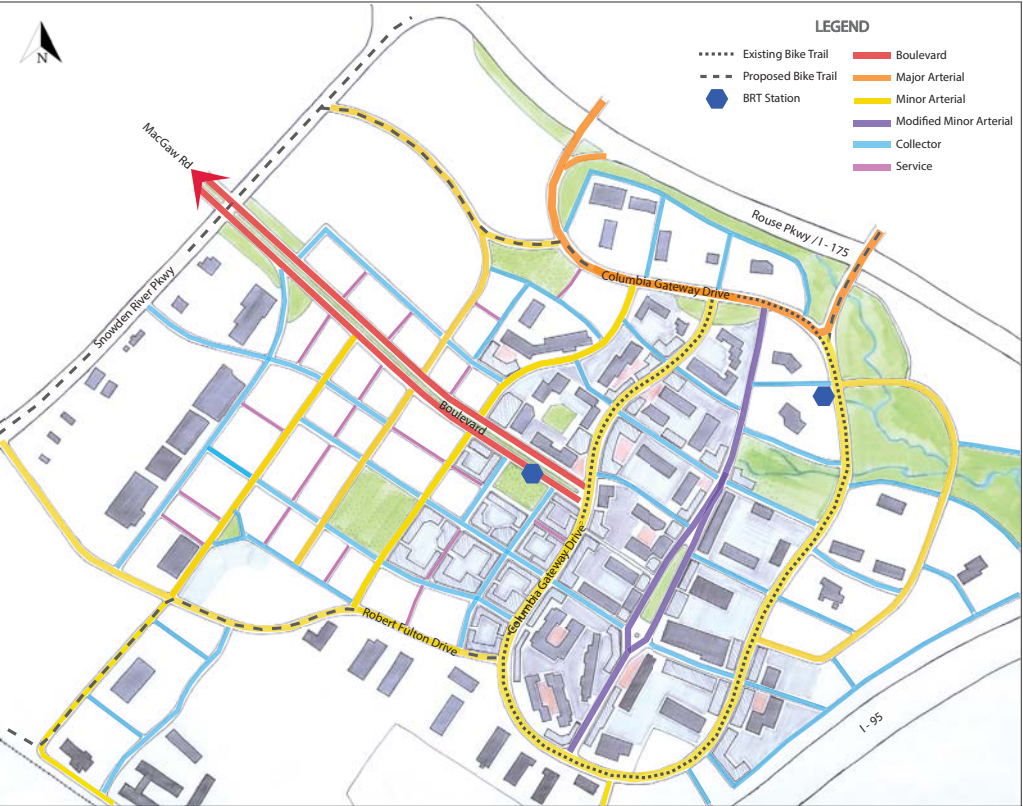 LEGEND
Existing Bike Trail
Proposed Bike Trail
BRT Station
Boulevard
Major Arterial
Minor Arterial
Modified Minor Arterial
Collector
Service
N
MacGaw Rd
Snowden River Pkwy
Rouse Pkwy / I - 175
Columbia Gateway Drive
Boulevard
Columbia Gateway Drive
Robert Fulton Drive
I - 95